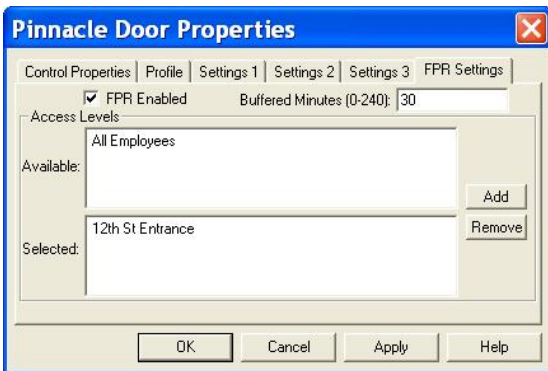 Pinnacle Door Properties
Control Properties Profile Settings 1 Settings 2 Settings 3 FPR Settings
FPR Enabled Buffered Minutes (0-240): 30
Access Levels
All Employees
Available:
Add
12th St Entrance
Remove
Selected:
OK Cancel Apply Help